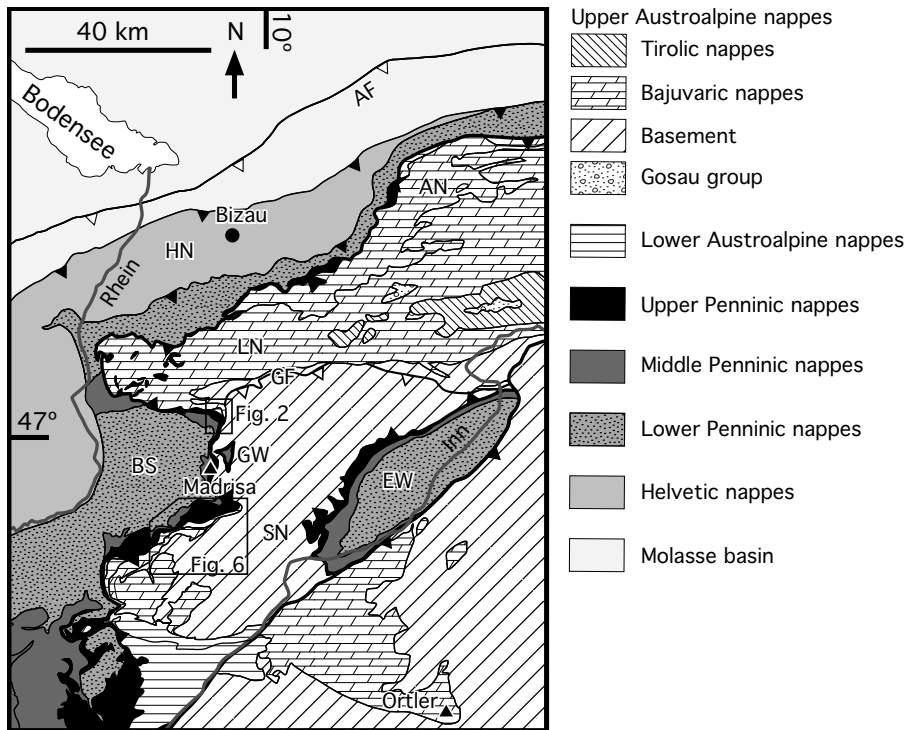 40 km
N
10°
Bodensee
AF
AN
Bizau
HN
Rhein
LN
GF
47°
Fig. 2
BS
GW
Madrisa
EW
Inn
SN
Fig. 6
Ortler
Upper Austroalpine nappes
Tirolic nappes
Bajuvaric nappes
Basement
Gosau group
Lower Austroalpine nappes
Upper Penninic nappes
Middle Penninic nappes
Lower Penninic nappes
Helvetic nappes
Molasse basin